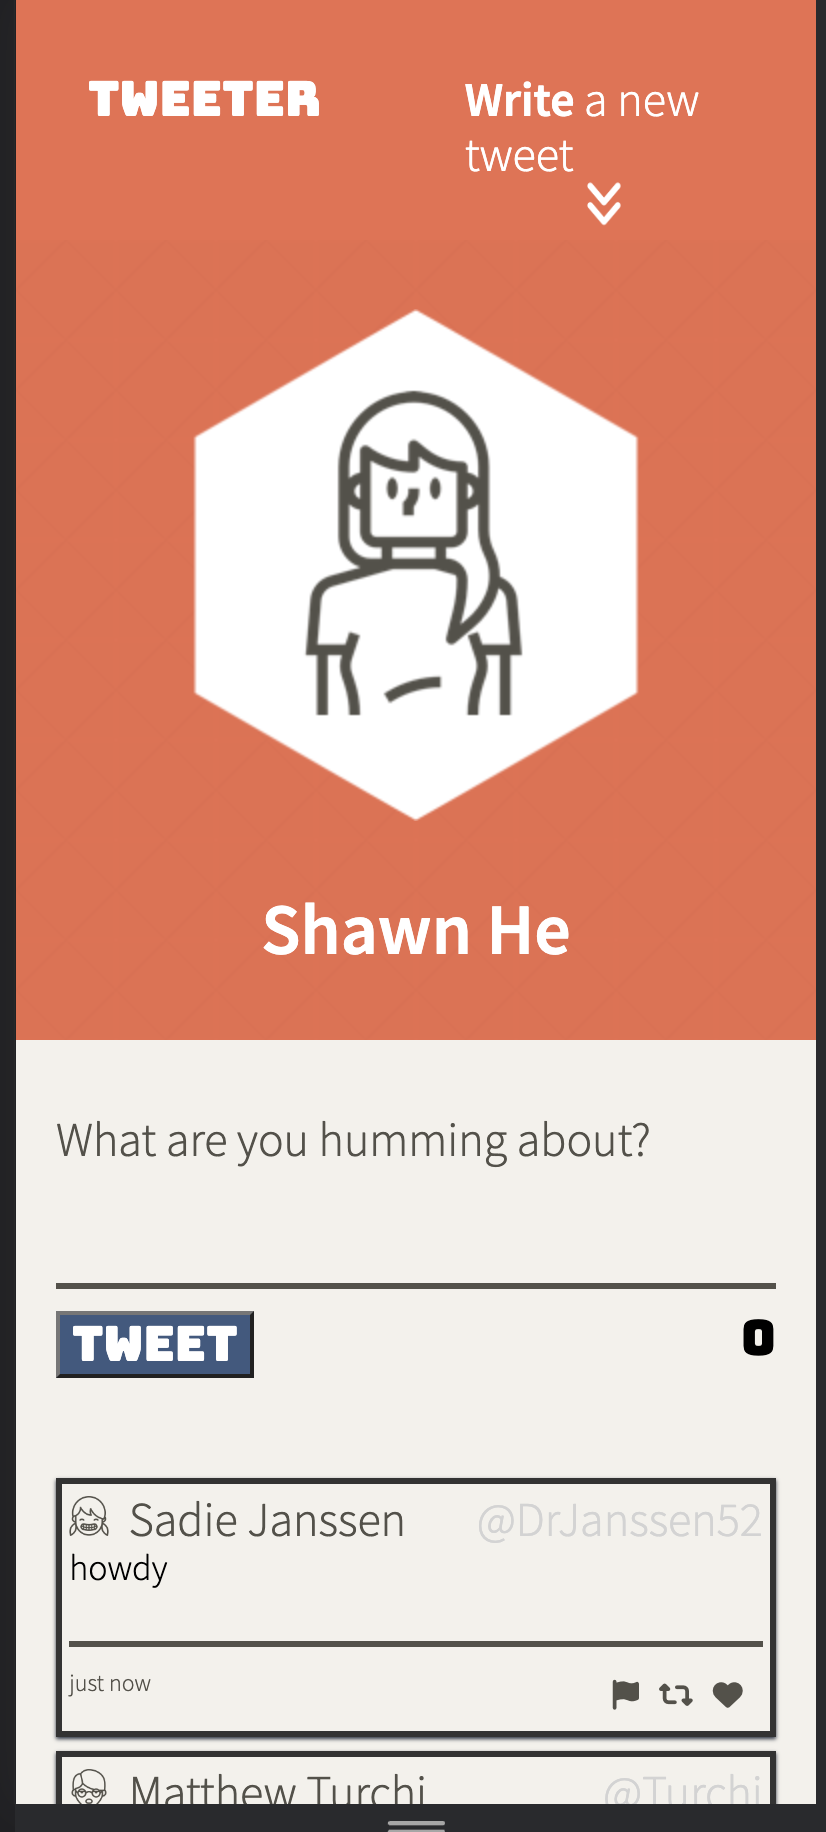 TWEETER
Write a new
tweet
Shawn He
What are you humming about?
TWEET
0
Sadie Janssen @DrJanssen52
howdy
just now
Matthew Turchi @Turchi